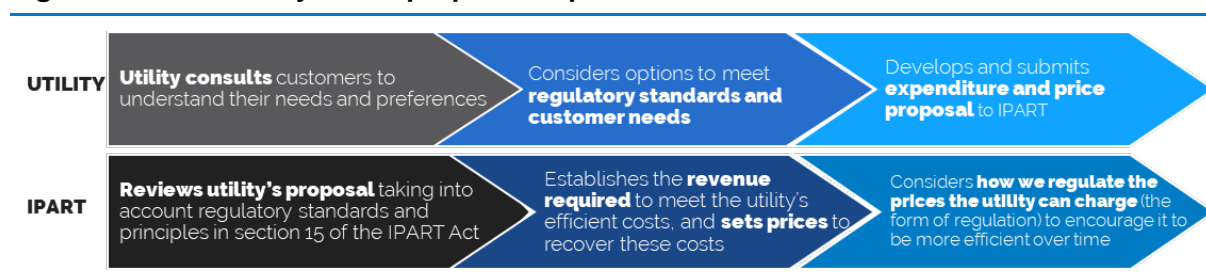 UTILITY
Utility consults customers to
understand their needs and preferences
Considers options to meet
regulatory standards and
customer needs
Develops and submits
expenditure and price
proposal to IPART
IPART
Reviews utility's proposal taking into
account regulatory standards and
principles in section 15 of the IPART Act
Establishes the revenue
required to meet the utility's
efficient costs, and sets prices to
recover these costs
Considers how we regulate the
prices the utility can charge (the
form of regulation) to encourage it to
be more efficient over time